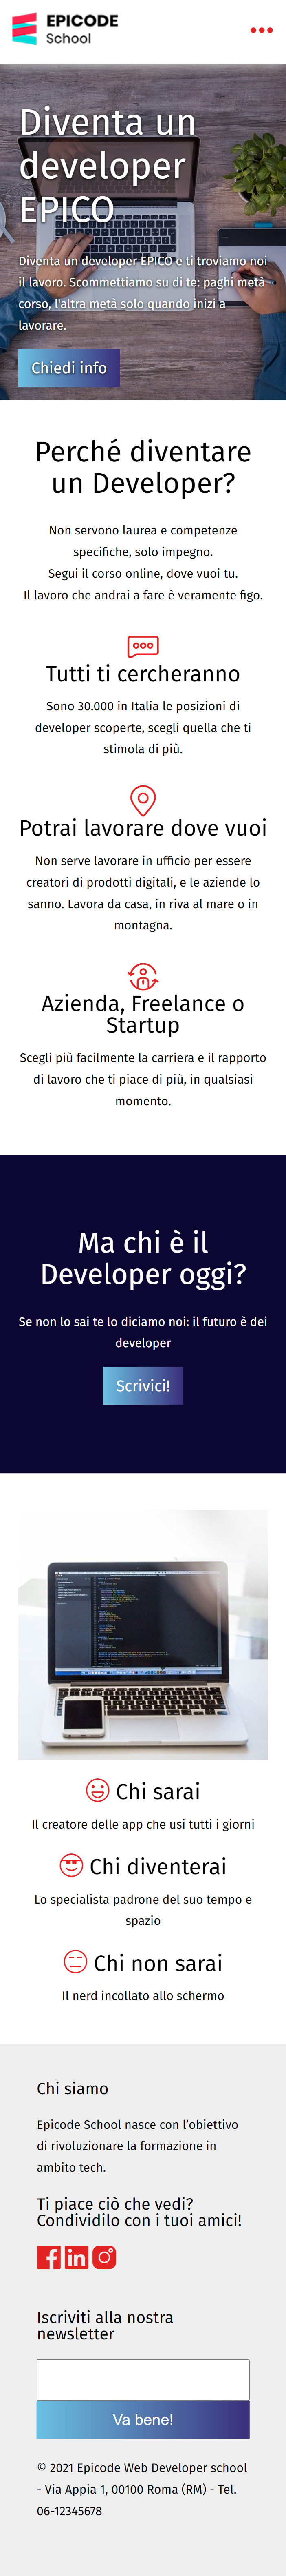 EPICODE
School
Diventa un
developer
EPICO
Diventa un developer EPICO e ti troviamo noi
il lavoro. Scommettiamo su di te: paghi metà
corso, l'altra metà solo quando inizi a
lavorare.
Chiedi info
Perché diventare
un Developer?
Non servono laurea e competenze
specifiche, solo impegno.
Segui il corso online, dove vuoi tu.
Il lavoro che andrai a fare è veramente figo.
Tutti ti cercheranno
Sono 30.000 in Italia le posizioni di
developer scoperte, scegli quella che ti
stimola di più.
Potrai lavorare dove vuoi
Non serve lavorare in ufficio per essere
creatori di prodotti digitali, e le aziende lo
sanno. Lavora da casa, in riva al mare o in
montagna.
Azienda, Freelance o
Startup
Scegli più facilmente la carriera e il rapporto
di lavoro che ti piace di più, in qualsiasi
momento.
Ma chi è il
Developer oggi?
Se non lo sai te lo diciamo noi: il futuro è dei
developer
Scrivici!
Chi sarai
Il creatore delle app che usi tutti i giorni
Chi diventerai
Lo specialista padrone del suo tempo e
spazio
Chi non sarai
Il nerd incollato allo schermo
Chi siamo
Epicode School nasce con l'obiettivo
di rivoluzionare la formazione in
ambito tech.
Ti piace ciò che vedi?
Condividilo con i tuoi amici!
Iscriviti alla nostra
newsletter
Va bene!
© 2021 Epicode Web Developer school
- Via Appia 1, 00100 Roma (RM) - Tel.
06-12345678